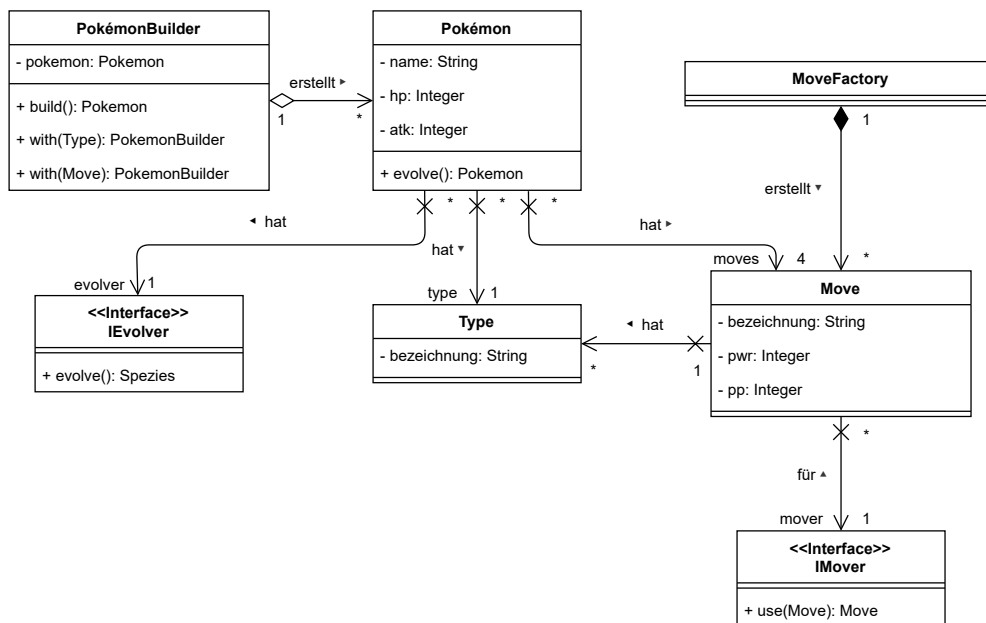 PokémonBuilder
- pokemon: Pokemon
+ build(): Pokemon
+ with(Type): PokemonBuilder
+ with(Move): PokemonBuilder
erstellt
1
*
Pokémon
- name: String
- hp: Integer
- atk: Integer
+ evolve(): Pokemon
MoveFactory
1
erstellt
*
* * *
hat
hat
hat
evolver 1
type 1
moves 4
<<Interface>>
IEvolver
+ evolve(): Spezies
Type
- bezeichnung: String
hat
*
1
Move
- bezeichnung: String
- pwr: Integer
- pp: Integer
*
für
mover 1
<<Interface>>
IMover
+ use(Move): Move